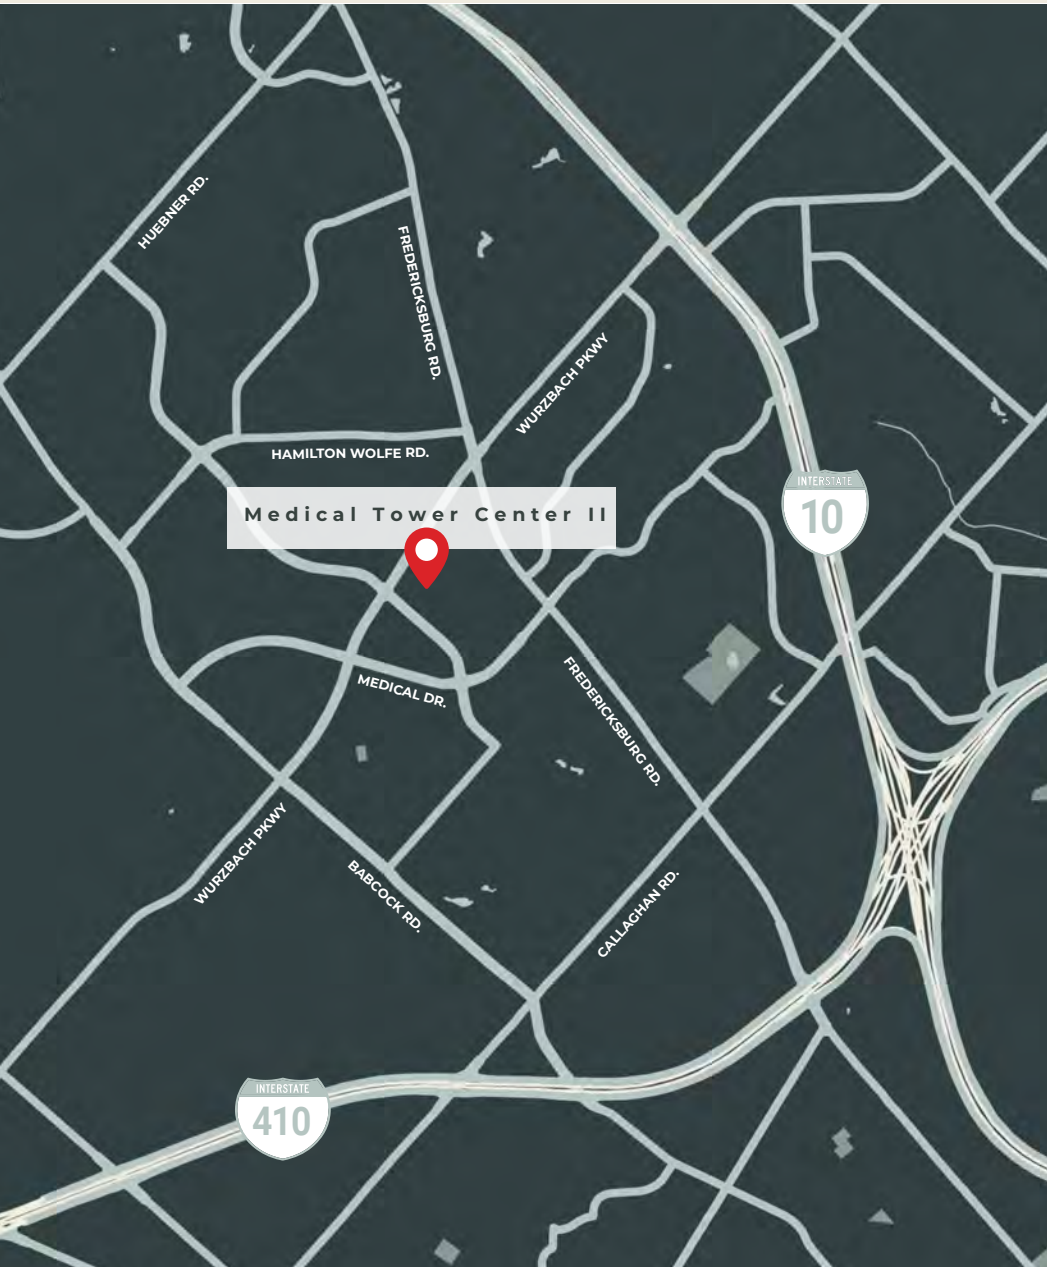 HUEBNER RD.
FREDERICKSBURG RD.
WURZBACH PKWY
HAMILTON WOLFE RD.
INTERSTATE
10
Medical Tower Center II
MEDICAL DR.
FREDERICKSBURG RD.
WURZBACH PKWY
BABCOCK RD.
CALLAGHAN RD.
INTERSTATE
410